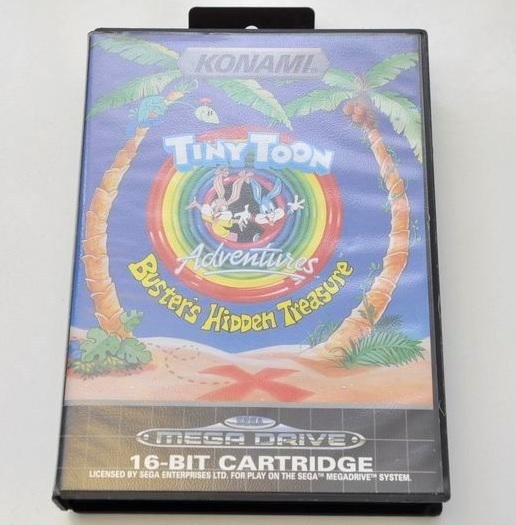 KONAMI
TINY TOON
Adventures
BUSTER'S HIDDEN TREASURE
SEGA
MEGA DRIVE
16-BIT CARTRIDGE
LICENSED BY SEGA ENTERPRISES LTD. FOR PLAY ON THE SEGA™ MEGADRIVE™ SYSTEM.